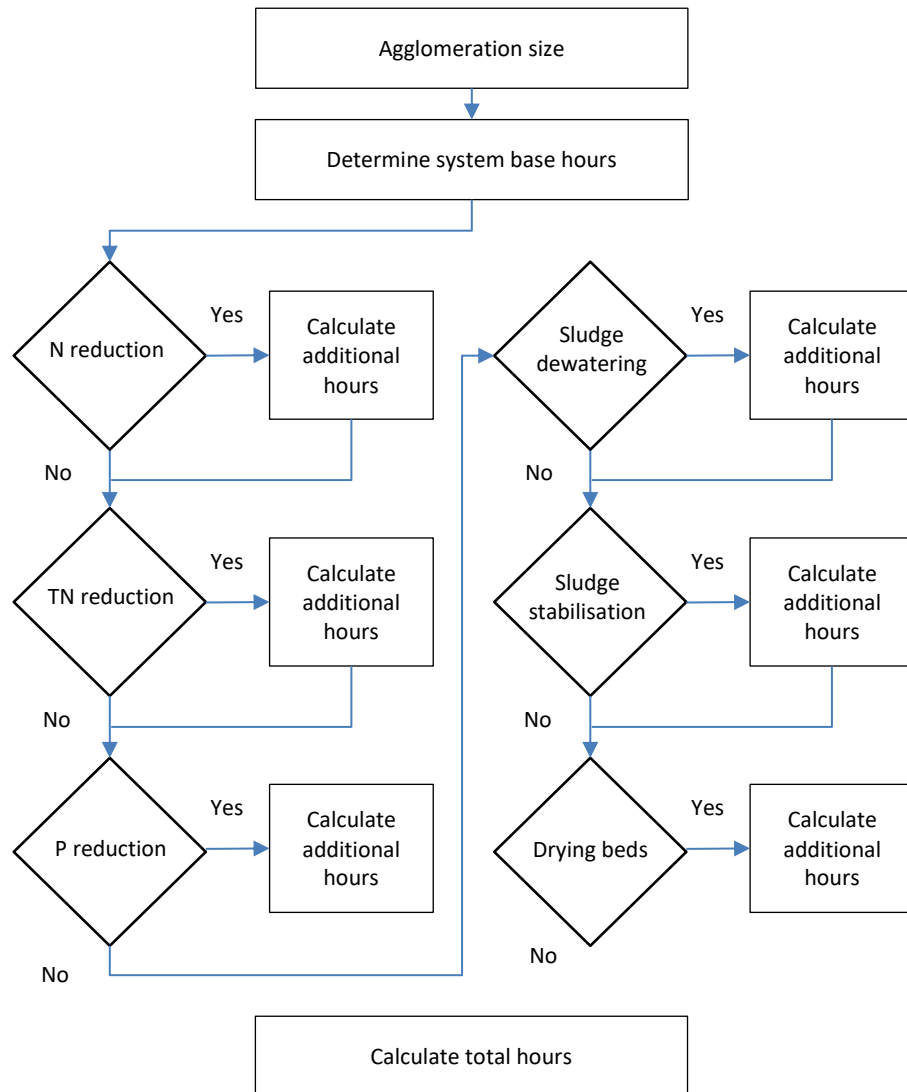 Agglomeration size
Determine system base hours
N reduction
Yes
Calculate
additional
hours
No
TN reduction
Yes
Calculate
additional
hours
No
P reduction
Yes
Calculate
additional
hours
No
Sludge
dewatering
Yes
Calculate
additional
hours
No
Sludge
stabilisation
Yes
Calculate
additional
hours
No
Drying beds
Yes
Calculate
additional
hours
No
Calculate total hours